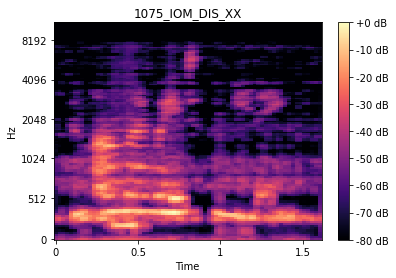 1075_IOM_DIS_XX
8192
4096
2048
1024
512
0
Hz
0
0.5
1
1.5
Time
+0 dB
-10 dB
-20 dB
-30 dB
-40 dB
-50 dB
-60 dB
-70 dB
-80 dB